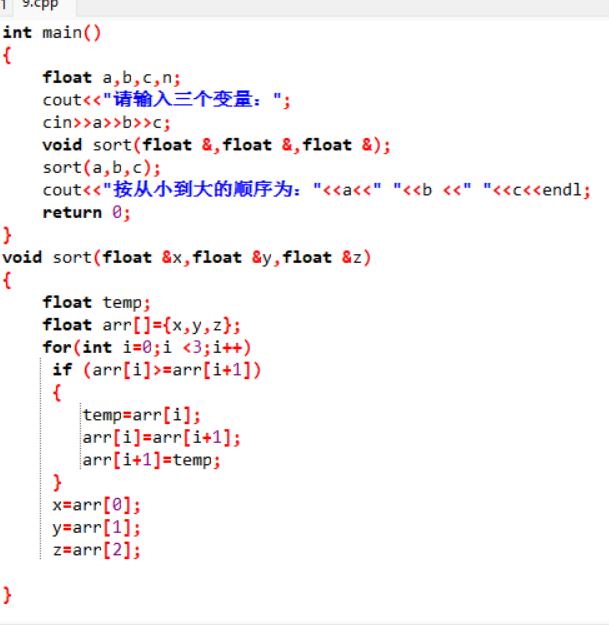 9.cpp
int main()
{
float a,b,c,n;
cout<<"请输入三个变量：";
cin>>a>>b>>c;
void sort(float &,float &,float &);
sort(a,b,c);
cout<<"按从小到大的顺序为："<<a<<" "<<b <<" "<<c<<endl;
return 0;
}
void sort(float &x,float &y,float &z)
{
float temp;
float arr[]={x,y,z};
for(int i=0;i <3;i++)
if (arr[i]>=arr[i+1])
{
temp=arr[i];
arr[i]=arr[i+1];
arr[i+1]=temp;
}
x=arr[0];
y=arr[1];
z=arr[2];
}